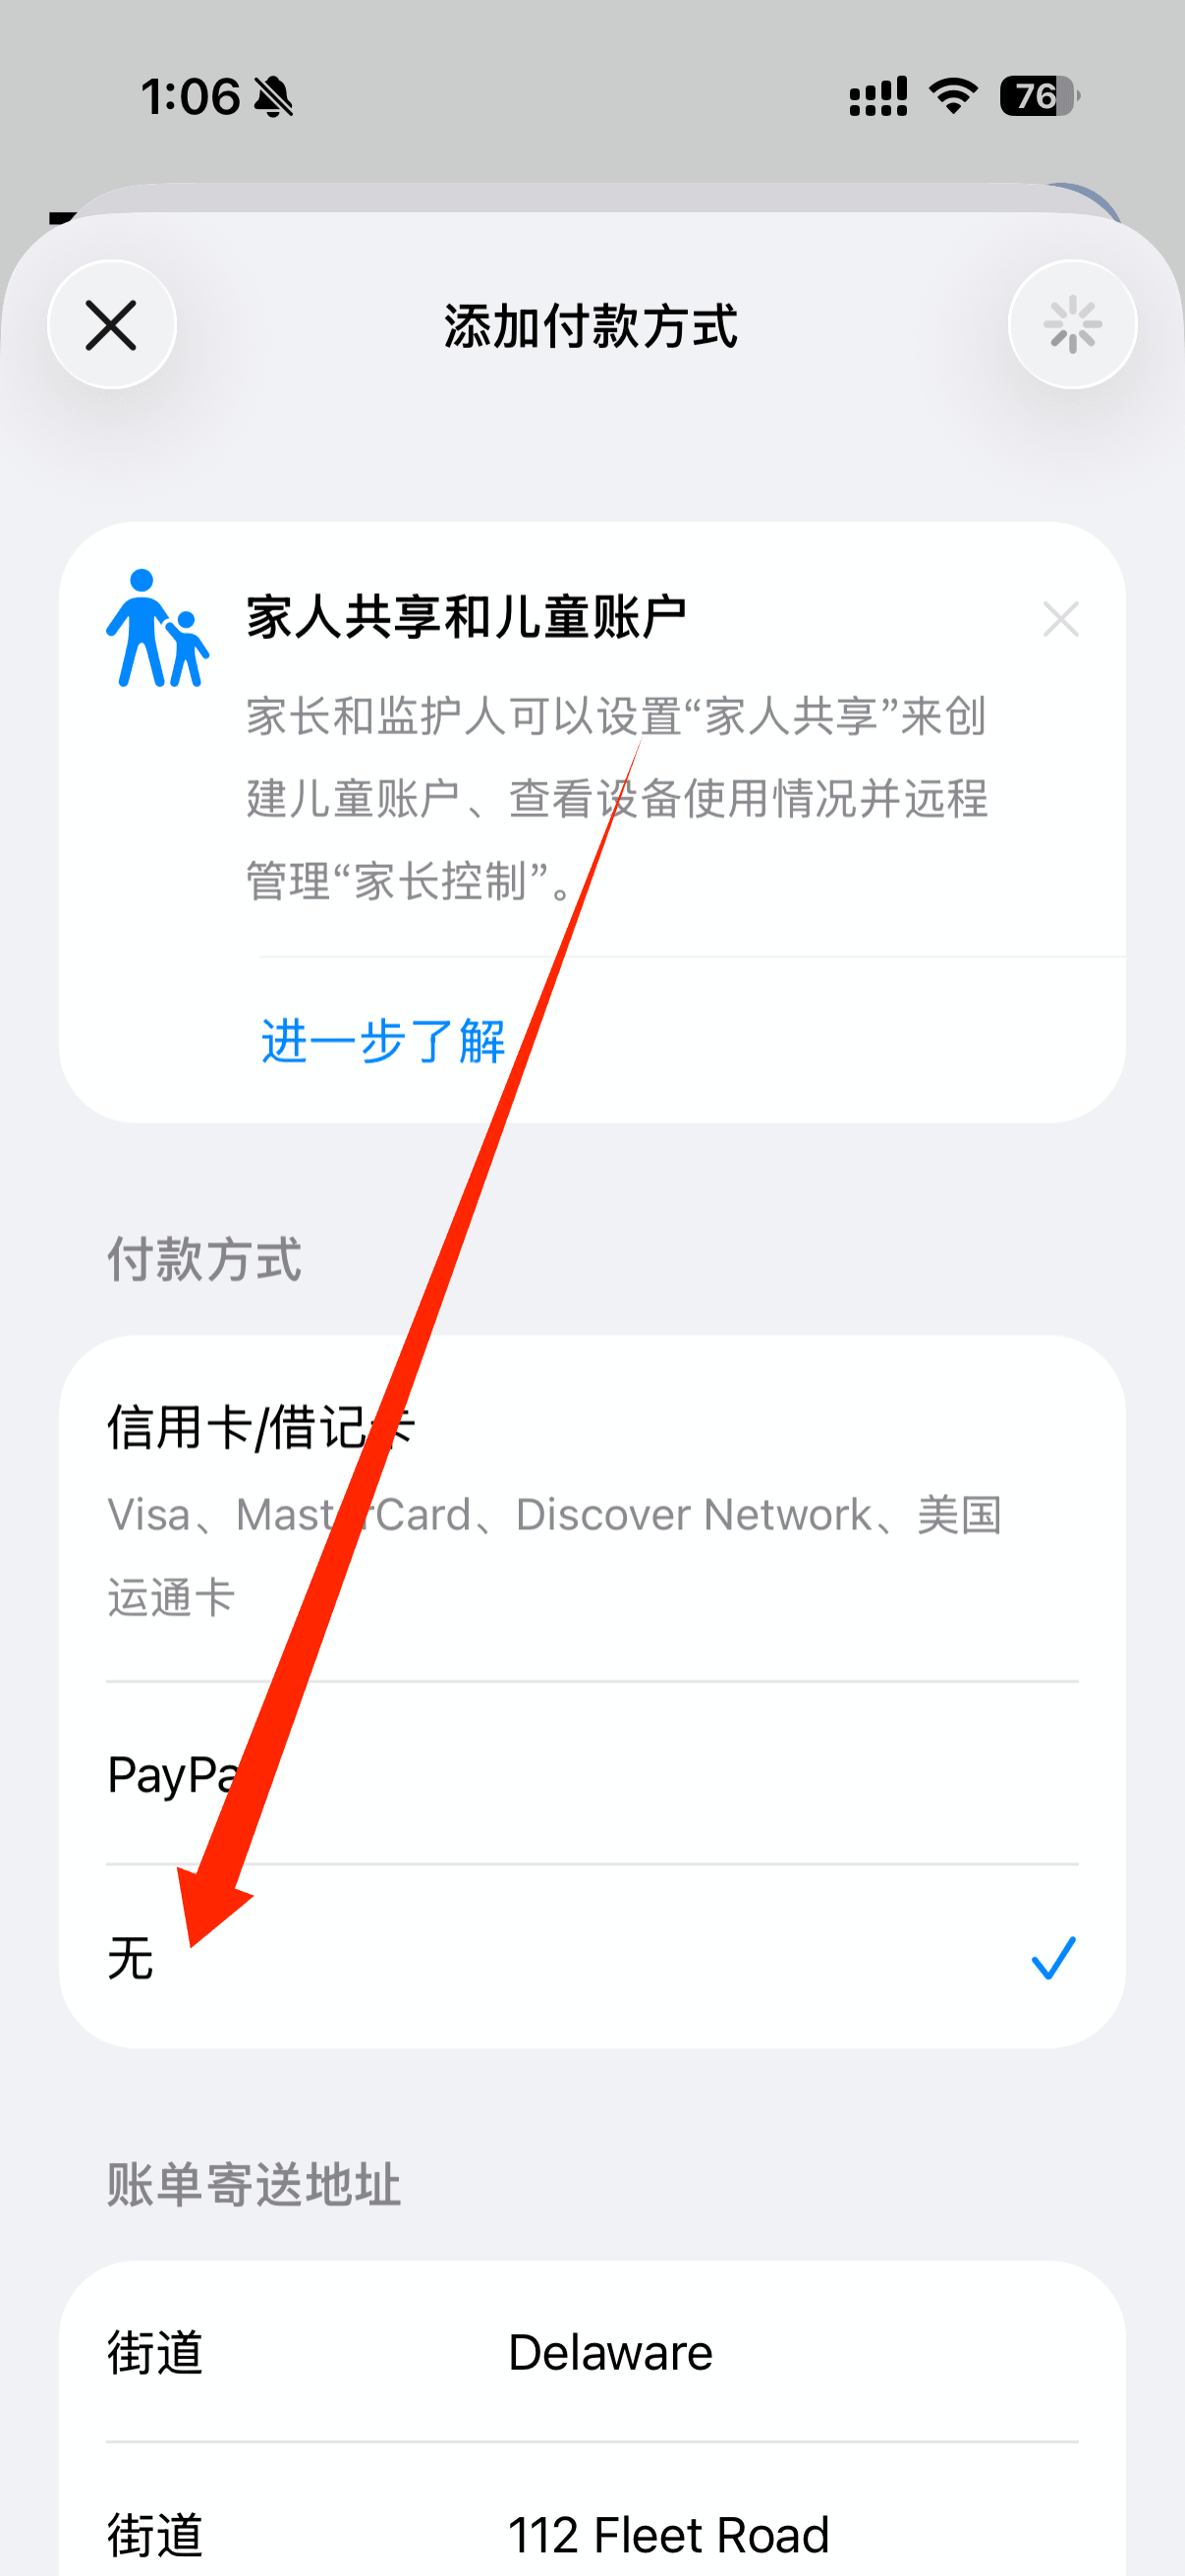 1:06
76
添加付款方式
家人共享和儿童账户
家长和监护人可以设置“家人共享”来创
建儿童账户、查看设备使用情况并远程
管理“家长控制”。
进一步了解
付款方式
信用卡/借记卡
Visa、MasterCard、Discover Network、美国
运通卡
PayPa
无
账单寄送地址
街道 Delaware
街道 112 Fleet Road